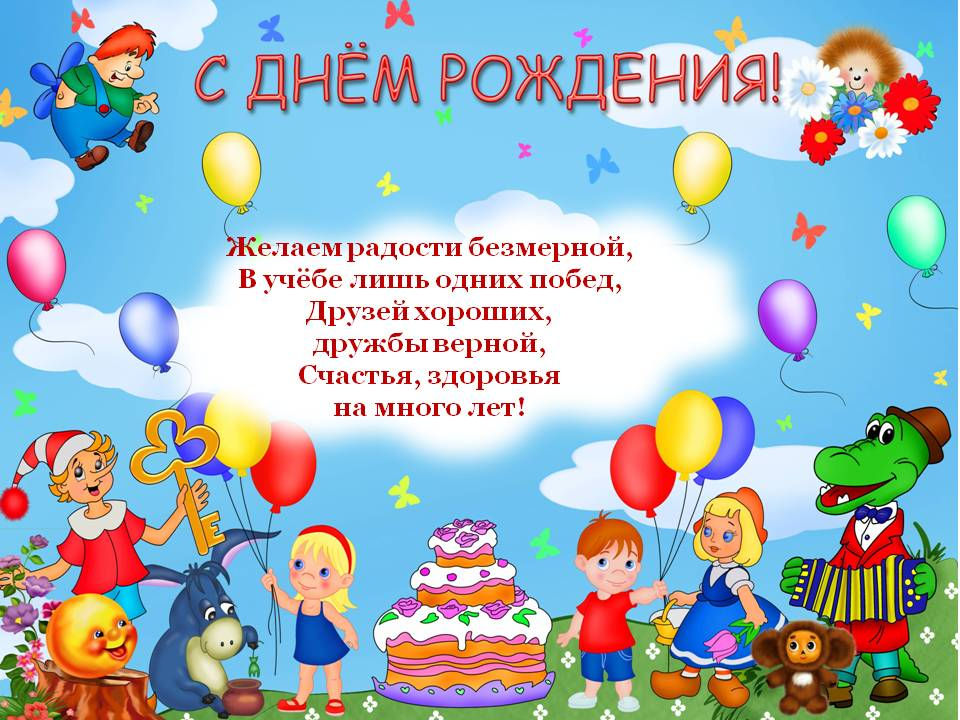 С ДНЁМ РОЖДЕНИЯ!
Желаем радости безмерной,
В учёбе лишь одних побед,
Друзей хороших,
дружбы верной,
Счастья, здоровья
на много лет!